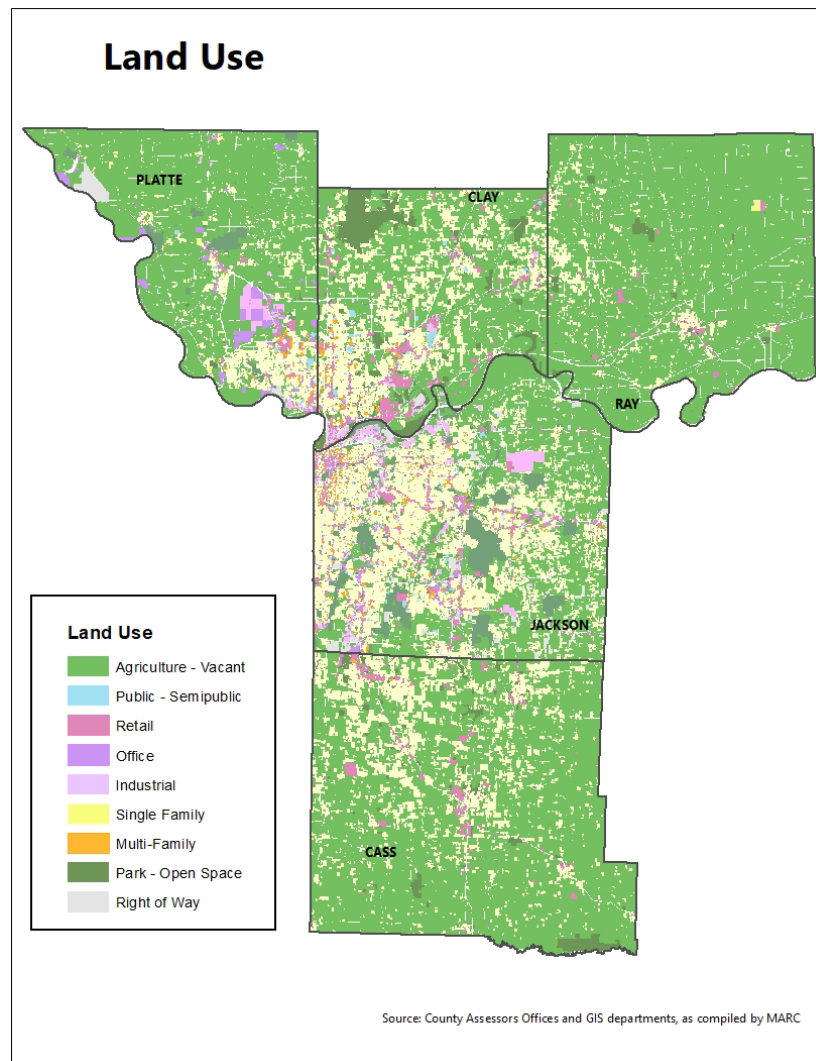 Land Use
PLATTE
CLAY
RAY
JACKSON
CASS
Land Use
Agriculture - Vacant
Public - Semipublic
Retail
Office
Industrial
Single Family
Multi-Family
Park - Open Space
Right of Way
Source: County Assessors Offices and GIS departments, as compiled by MARC